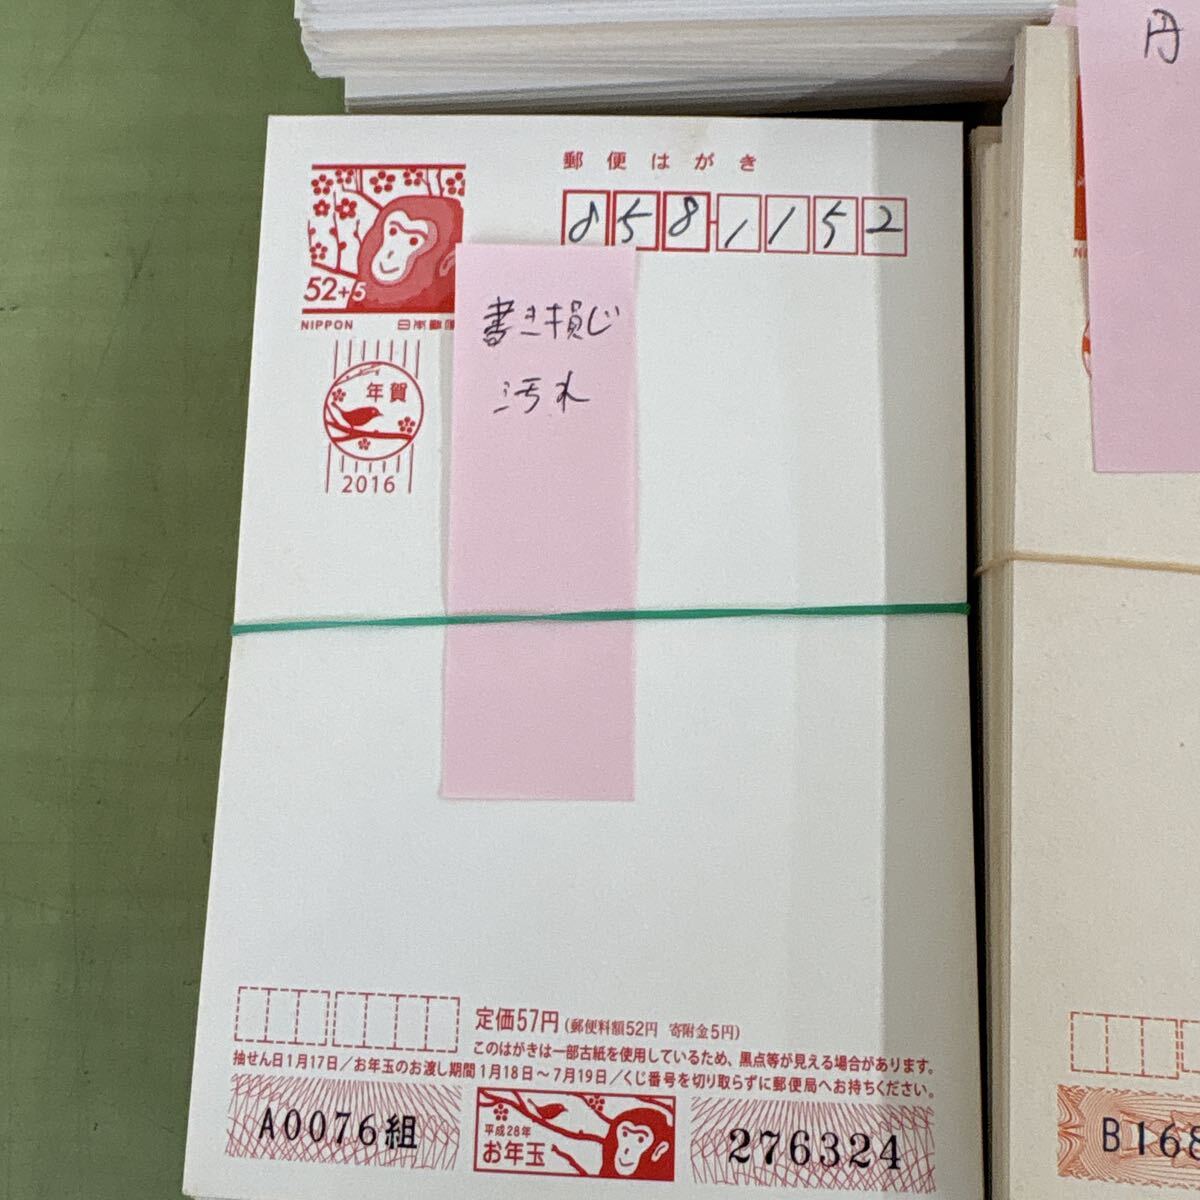 円
郵便はがき
858-1152
52+5
NIPPON 日本郵便
書き損じ
汚れ
年賀
2016
定価57円(郵便料額52円 寄附金5円)
このはがきは一部古紙を使用しているため、黒点等が見える場合があります。
抽せん日1月17日/お年玉のお渡し期間1月18日~7月19日/くじ番号を切り取らずに郵便局へお持ちください。
A0076組
平成28年
お年玉
276324
B168